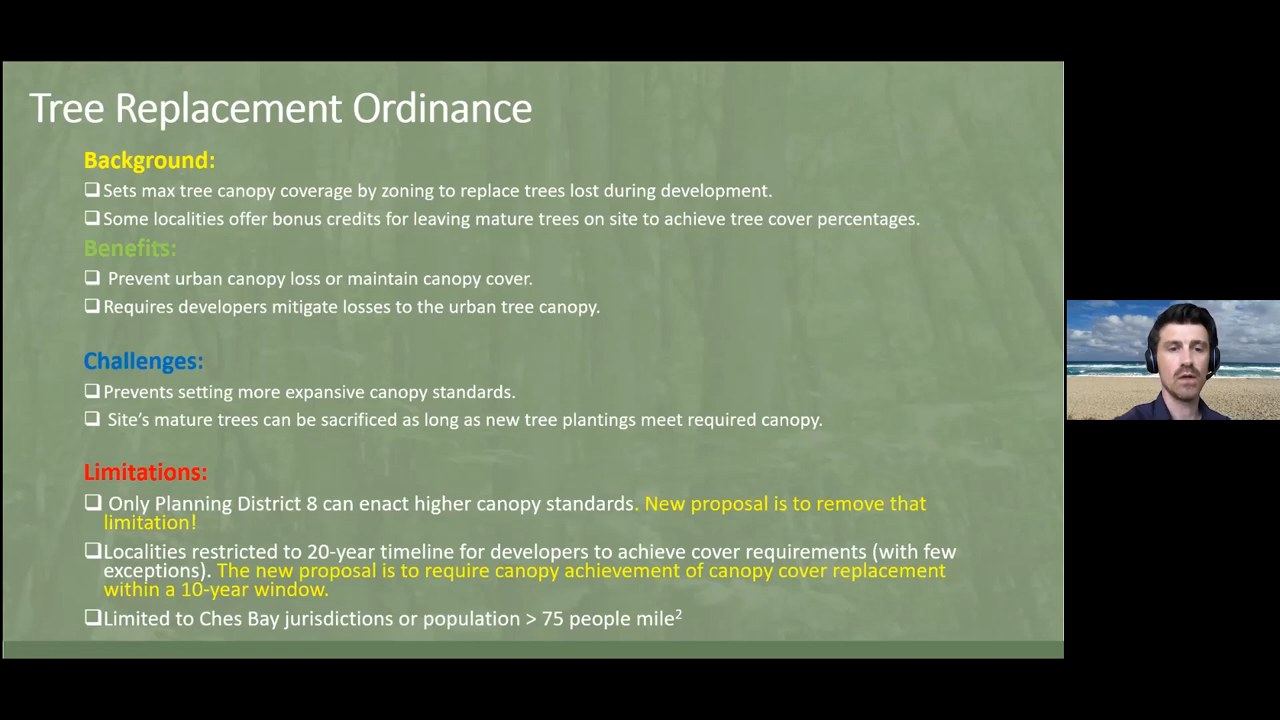 Tree Replacement Ordinance
Background:
❑Sets max tree canopy coverage by zoning to replace trees lost during development.
❑Some localities offer bonus credits for leaving mature trees on site to achieve tree cover percentages.
Benefits:
❑ Prevent urban canopy loss or maintain canopy cover.
❑Requires developers mitigate losses to the urban tree canopy.
Challenges:
❑Prevents setting more expansive canopy standards.
❑ Site's mature trees can be sacrificed as long as new tree plantings meet required canopy.
Limitations:
❑ Only Planning District 8 can enact higher canopy standards. New proposal is to remove that
limitation!
❑Localities restricted to 20-year timeline for developers to achieve cover requirements (with few
exceptions). The new proposal is to require canopy achievement of canopy cover replacement
within a 10-year window.
❑Limited to Ches Bay jurisdictions or population > 75 people mile²